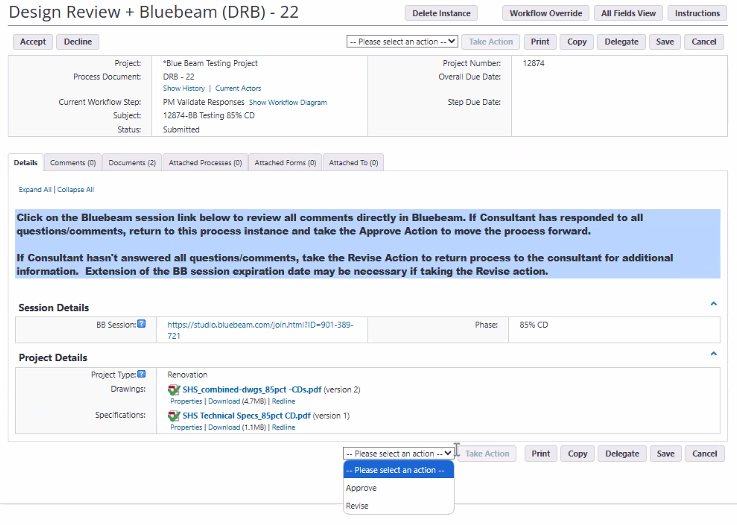 Design Review + Bluebeam (DRB) - 22
Delete Instance
Workflow Override
All Fields View
Instructions
Accept
Decline
-- Please select an action --
Take Action
Print
Copy
Delegate
Save
Cancel
Project: *Blue Beam Testing Project
Project Number: 12874
Process Document: DRB - 22
Overall Due Date:
Show History | Current Actors
Current Workflow Step: PM Validate Responses Show Workflow Diagram
Step Due Date:
Subject: 12874-BB Testing 85% CD
Status: Submitted
Details
Comments (0)
Documents (2)
Attached Processes (0)
Attached Forms (0)
Attached To (0)
Expand All | Collapse All
Click on the Bluebeam session link below to review all comments directly in Bluebeam. If Consultant has responded to all
questions/comments, return to this process instance and take the Approve Action to move the process forward.
If Consultant hasn't answered all questions/comments, take the Revise Action to return process to the consultant for additional
information. Extension of the BB session expiration date may be necessary if taking the Revise action.
Session Details
BB Session: ? https://studio.bluebeam.com/join.html?ID=901-389-
721
Phase: 85% CD
Project Details
Project Type: ? Renovation
Drawings: SHS_combined-dwgs_85pct -CDs.pdf (version 2)
Properties | Download (4.7MB) | Redline
Specifications: SHS Technical Specs_85pct CD.pdf (version 1)
Properties | Download (1.1MB) | Redline
-- Please select an action --
Take Action
Print
Copy
Delegate
Save
Cancel
-- Please select an action --
Approve
Revise